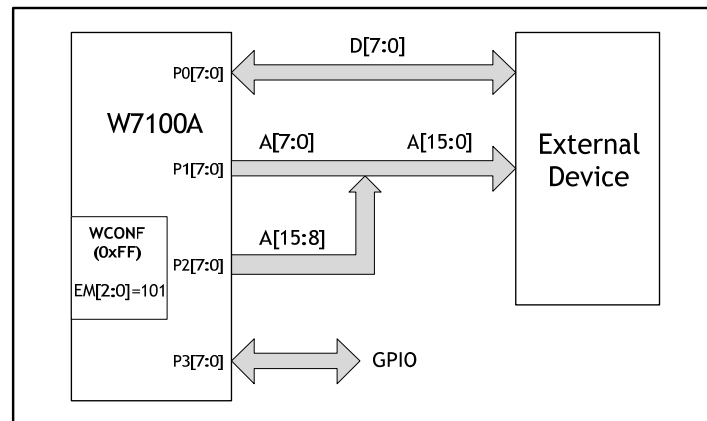 D[7:0]
P0[7:0]
W7100A
A[7:0]
A[15:0]
P1[7:0]
External
Device
WCONF
(0xFF)
EM[2:0]=101
A[15:8]
P2[7:0]
P3[7:0]
GPIO